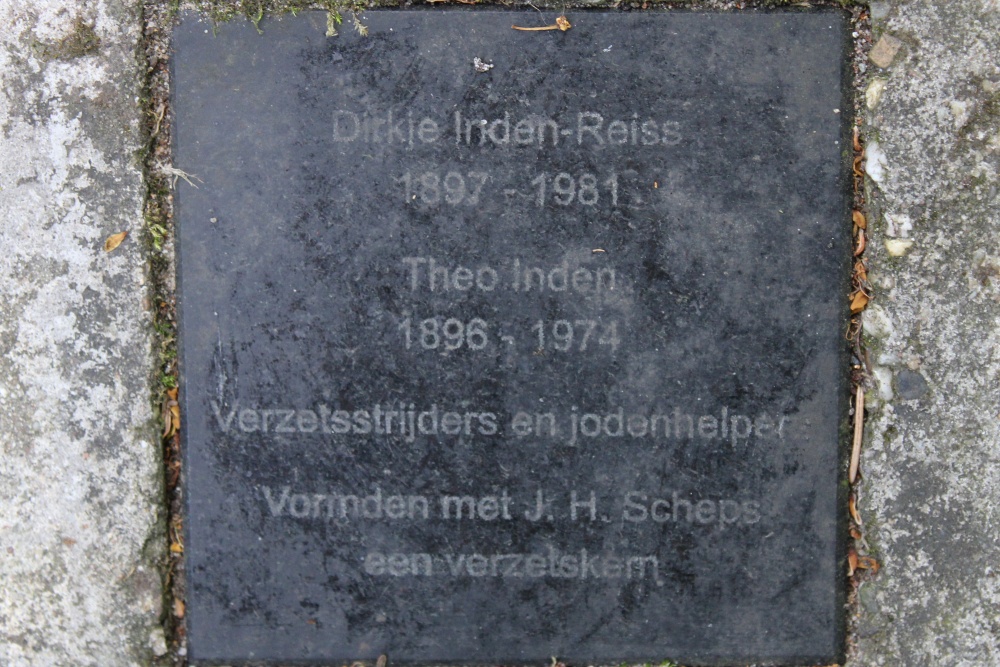 Dirkje Inden-Reiss
1897 - 1981
Theo Inden
1896 - 1974
Verzetsstrijders en jodenhelper
Vormden met J. H. Scheps
een verzetskern